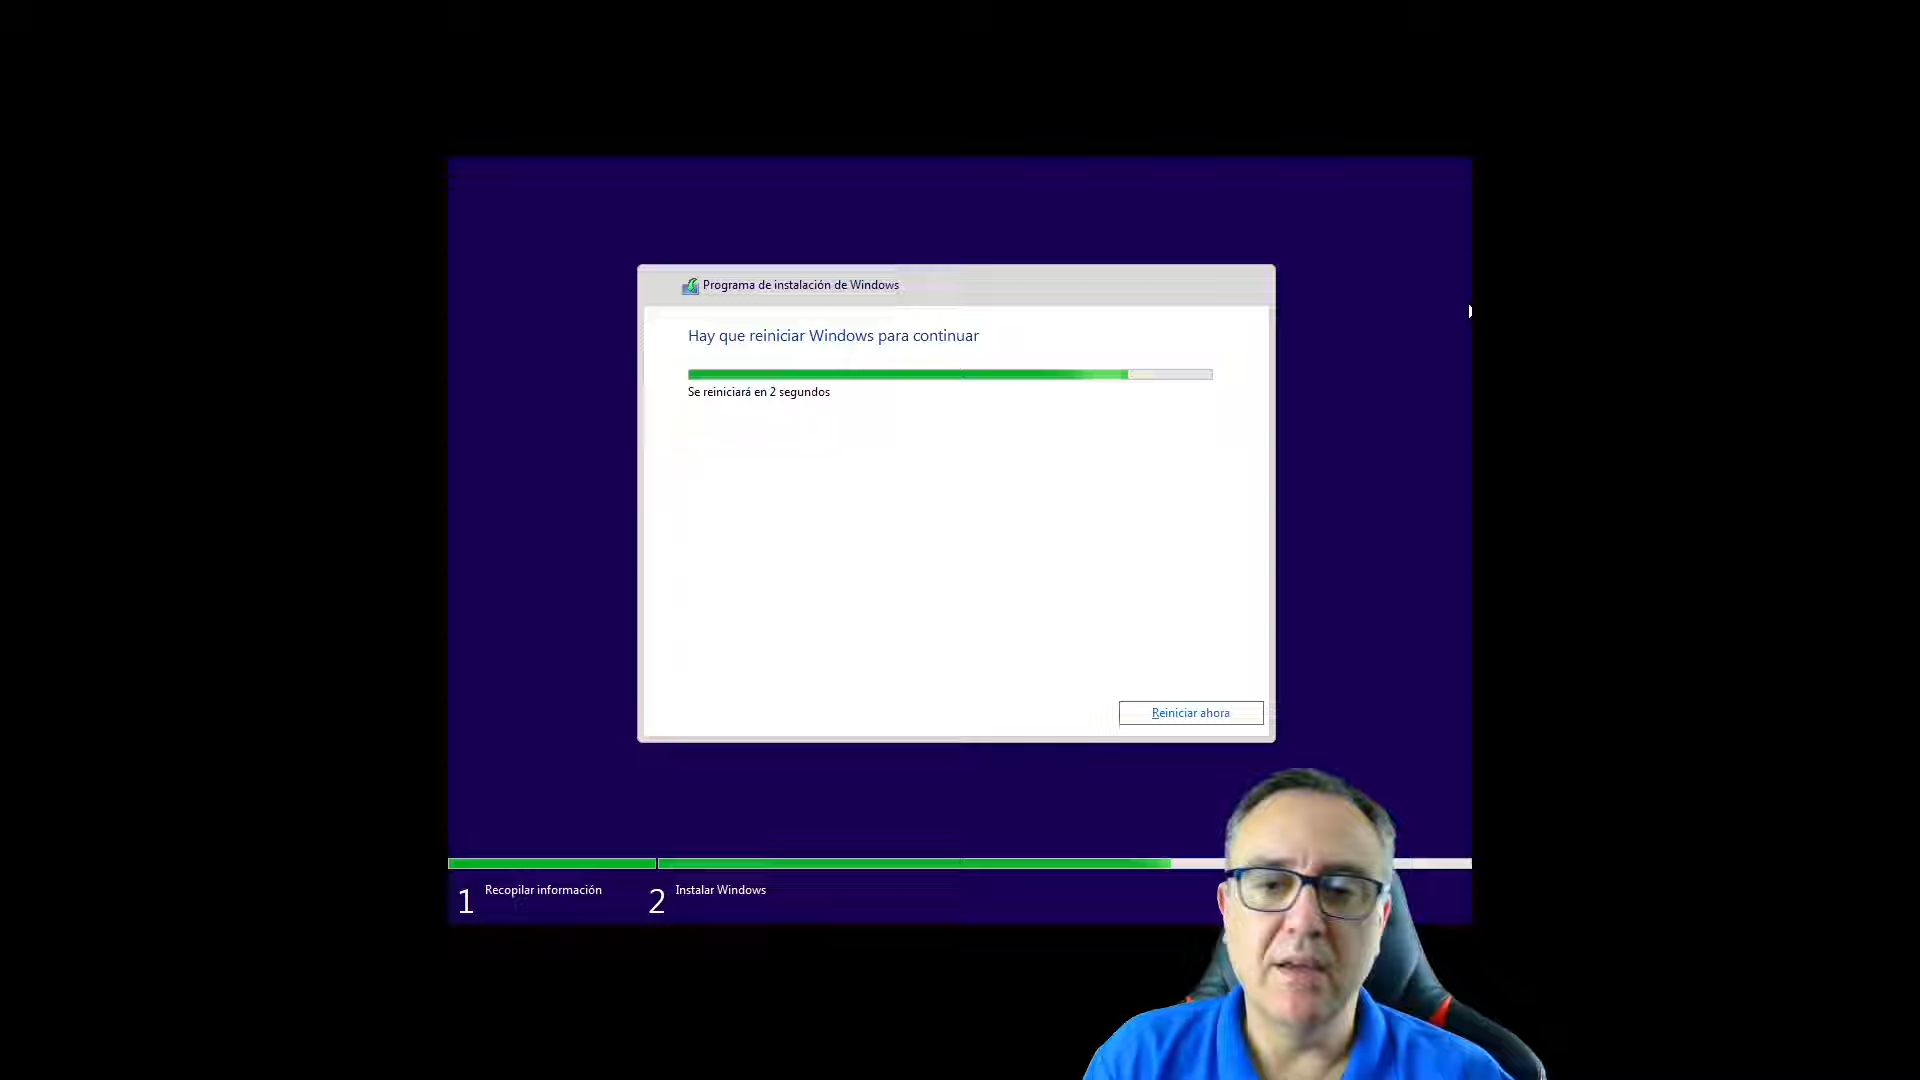 Programa de instalación de Windows
Hay que reiniciar Windows para continuar
Se reiniciará en 2 segundos
Reiniciar ahora
1 Recopilar información
2 Instalar Windows